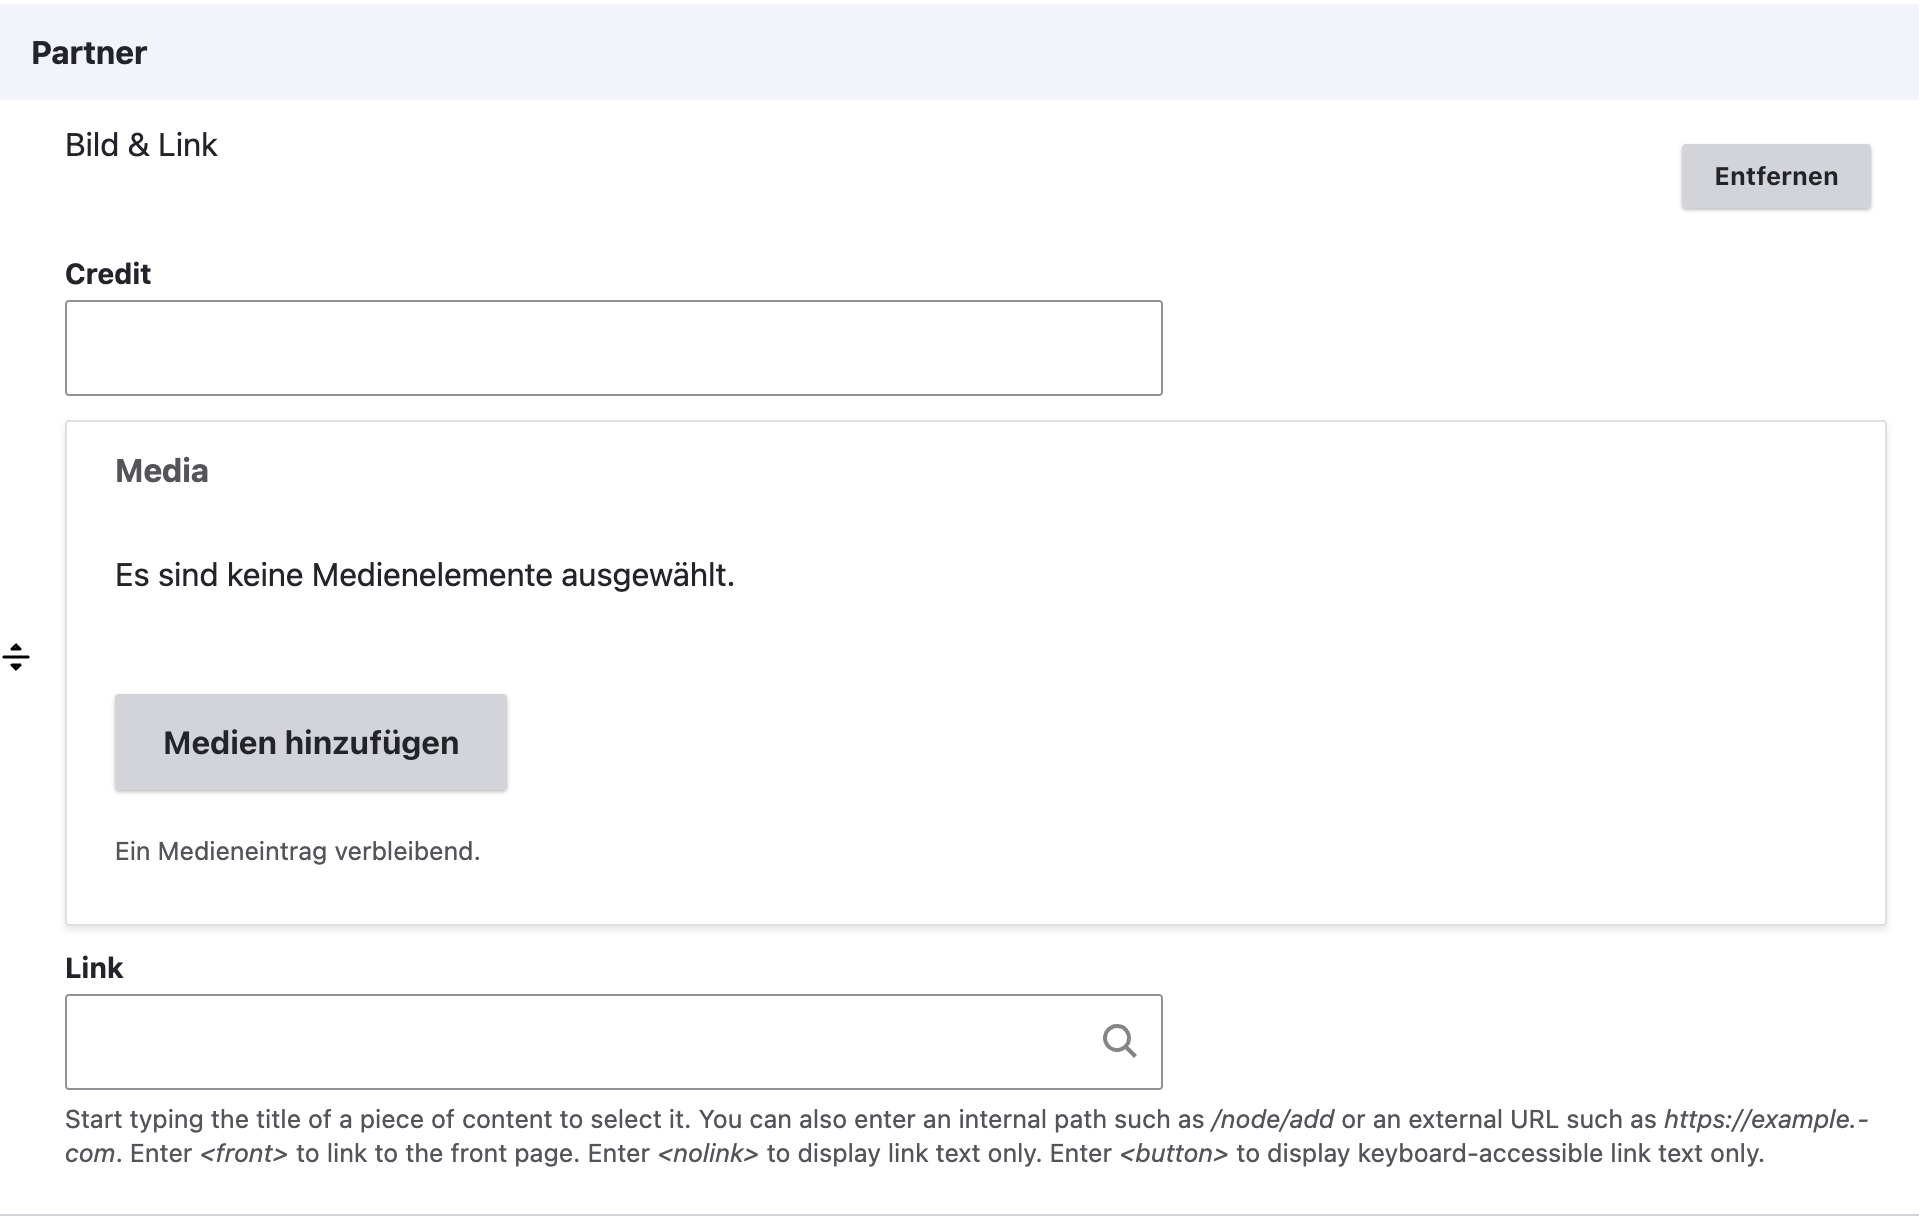 Partner
Bild & Link
Entfernen
Credit
Media
Es sind keine Medienelemente ausgewählt.
Medien hinzufügen
Ein Medieneintrag verbleibend.
Link
Start typing the title of a piece of content to select it. You can also enter an internal path such as /node/add or an external URL such as https://example.-
com. Enter <front> to link to the front page. Enter <nolink> to display link text only. Enter <button> to display keyboard-accessible link text only.